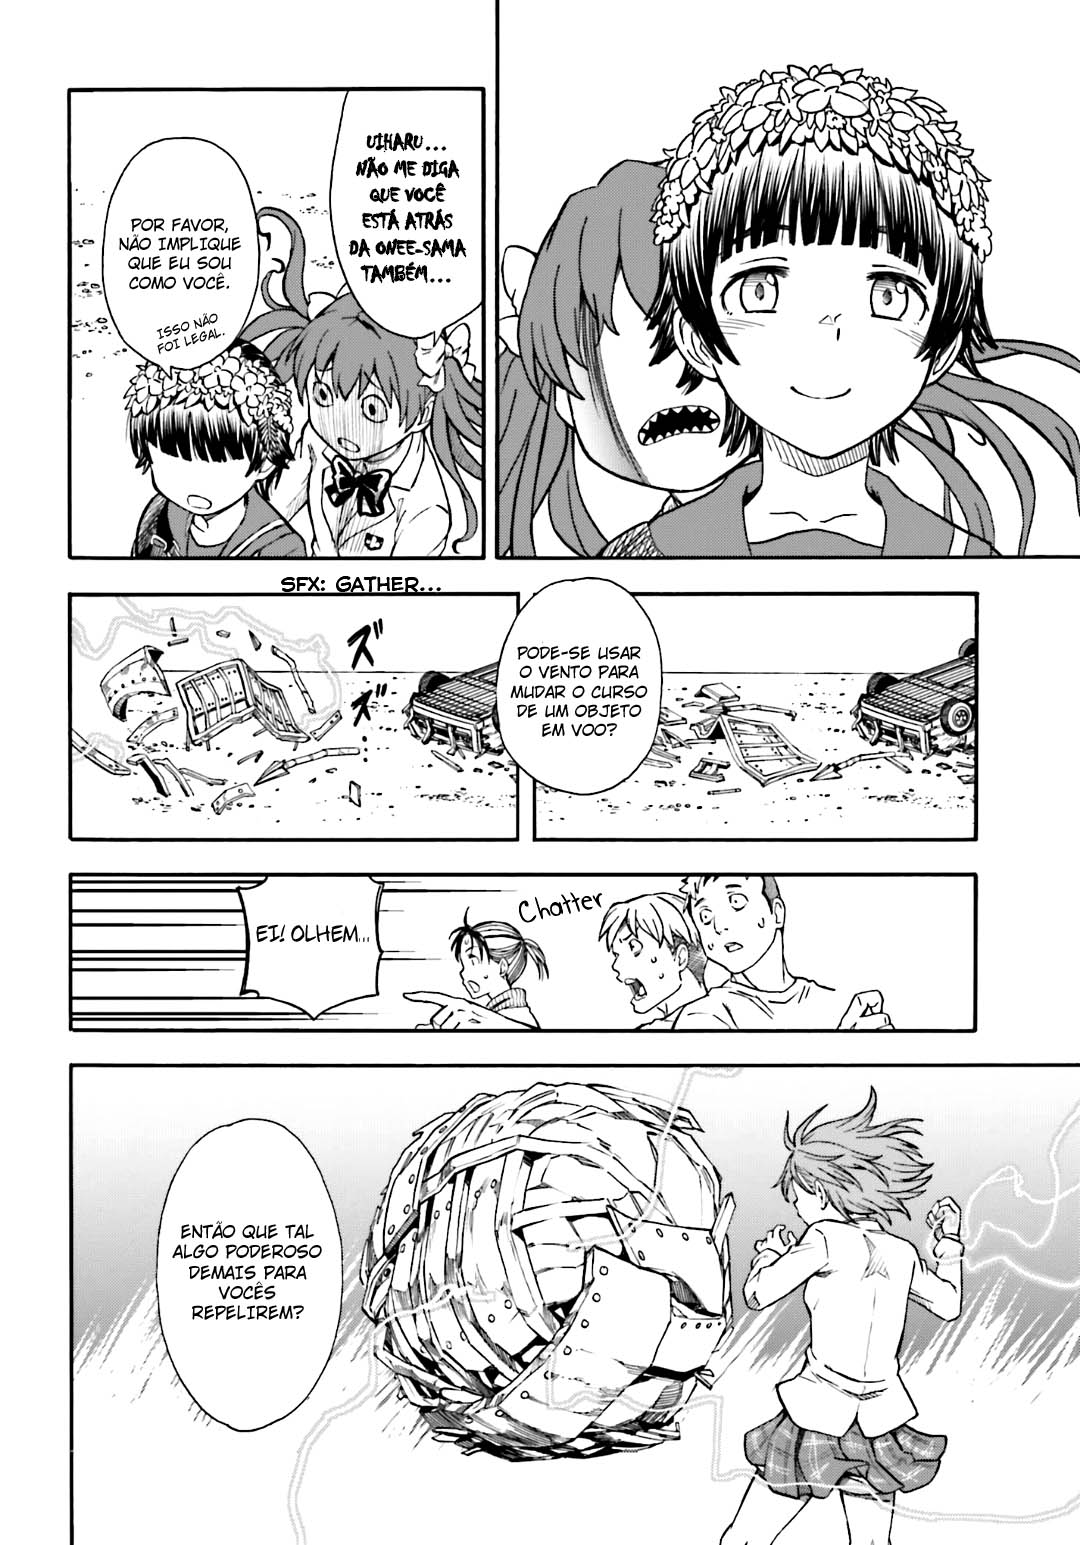 UIHARU...
NÃO ME DIGA
QUE VOCÊ
ESTÁ ATRÁS
DA ONEE-SAMA
TAMBÉM...
POR FAVOR,
NÃO IMPLIQUE
QUE EU SOU
COMO VOCÊ.
ISSO NÃO
FOI LEGAL.
PODE-SE USAR
O VENTO PARA
MUDAR O CURSO
DE UM OBJETO
EM VOO?
SFX: GATHER...
ズ
ズ
Chatter
EI! OLHEM...
ENTÃO QUE TAL
ALGO PODEROSO
DEMAIS PARA
VOCÊS
REPELIREM?